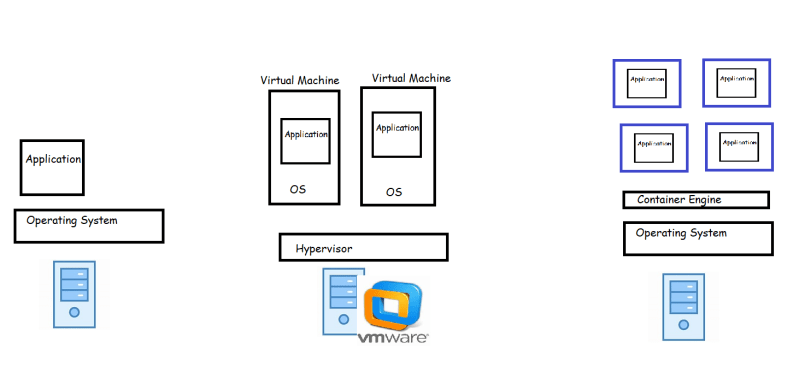 Application
Operating System
Virtual Machine
Virtual Machine
Application
Application
OS
OS
Hypervisor
vmware
Application
Application
Application
Application
Container Engine
Operating System